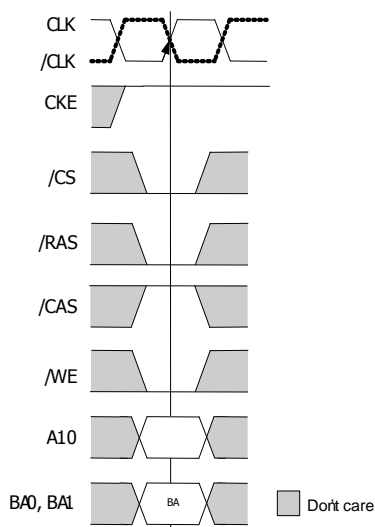 CLK
/CLK
CKE
/CS
/RAS
/CAS
/WE
A10
BA0, BA1
BA
Don't care